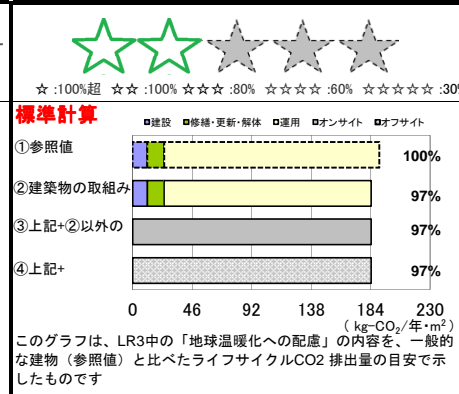 ☆ :100%超 ☆☆ :100% ☆☆☆ :80% ☆☆☆☆ :60% ☆☆☆☆☆ :30%
標準計算
建設 修繕・更新・解体 運用 オンサイト オフサイト
①参照値 100%
②建築物の取組み 97%
③上記+②以外の 97%
④上記+ 97%
0 46 92 138 184 230
( kg-CO₂/年・m²)
このグラフは、LR3中の「地球温暖化への配慮」の内容を、一般的
な建物（参照値）と比べたライフサイクルCO2 排出量の目安で示
したものです